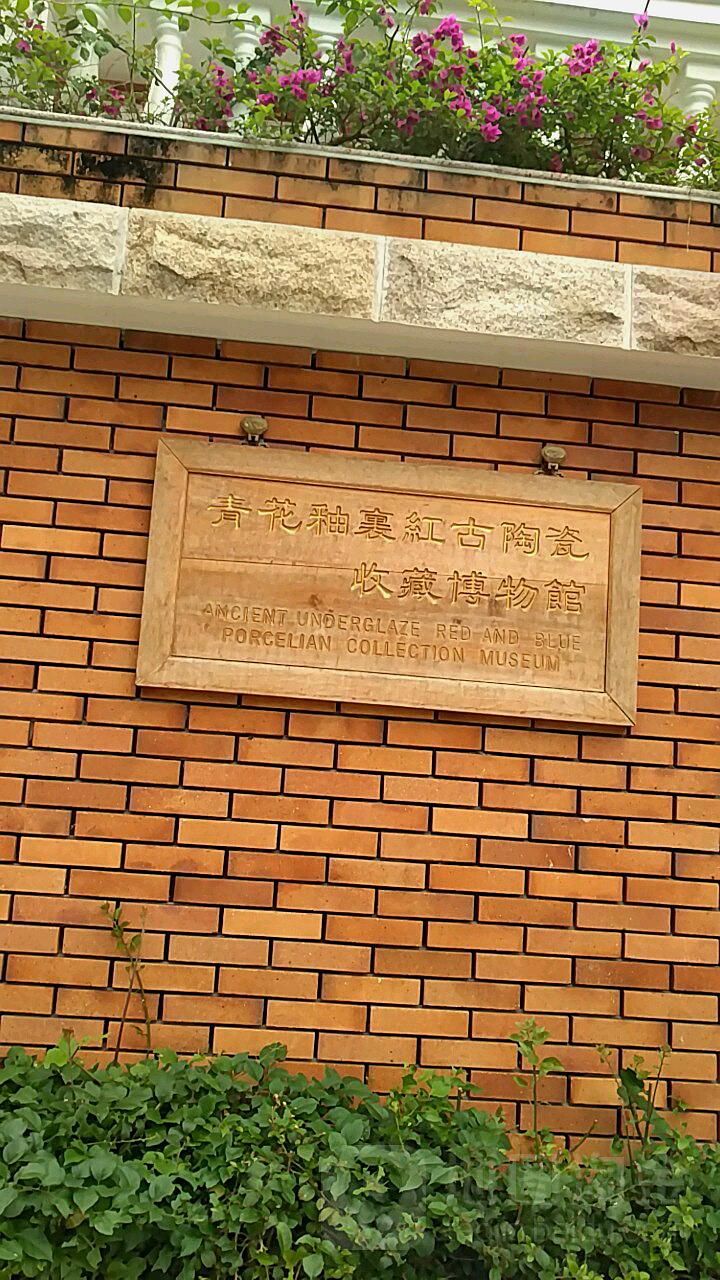 青花釉裏紅古陶瓷
收藏博物館
ANCIENT UNDERGLAZE RED AND BLUE
PORCELIAN COLLECTION MUSEUM